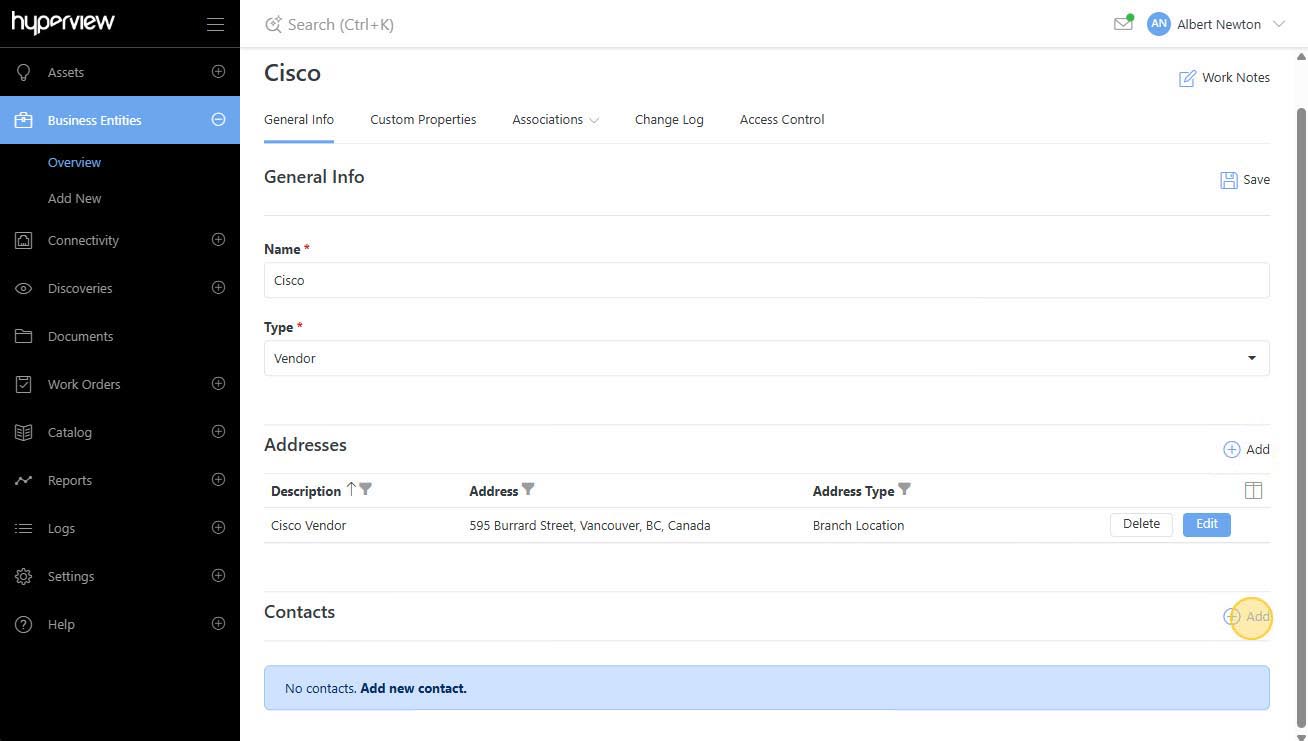 hyperview
Search (Ctrl+K)
AN Albert Newton
Assets
Business Entities
Overview
Add New
Connectivity
Discoveries
Documents
Work Orders
Catalog
Reports
Logs
Settings
Help
Cisco
Work Notes
General Info Custom Properties Associations Change Log Access Control
General Info
Save
Name *
Cisco
Type *
Vendor
Addresses
Add
Description Address Address Type
Cisco Vendor 595 Burrard Street, Vancouver, BC, Canada Branch Location Delete Edit
Contacts
Add
No contacts. Add new contact.